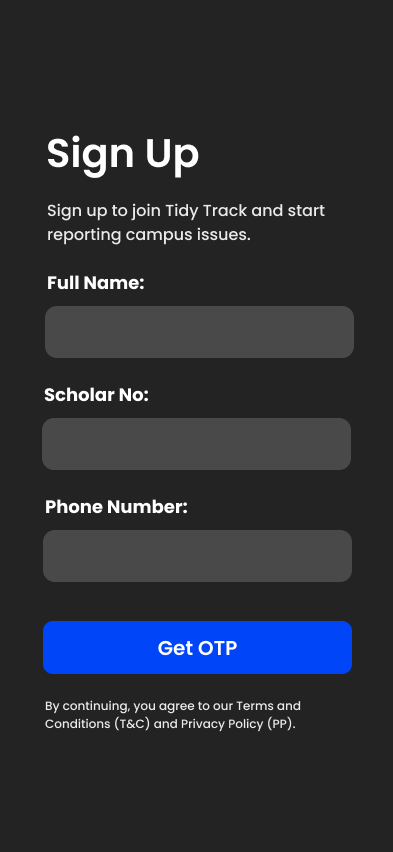 Sign Up
Sign up to join Tidy Track and start
reporting campus issues.
Full Name:
Scholar No:
Phone Number:
Get OTP
By continuing, you agree to our Terms and
Conditions (T&C) and Privacy Policy (PP).